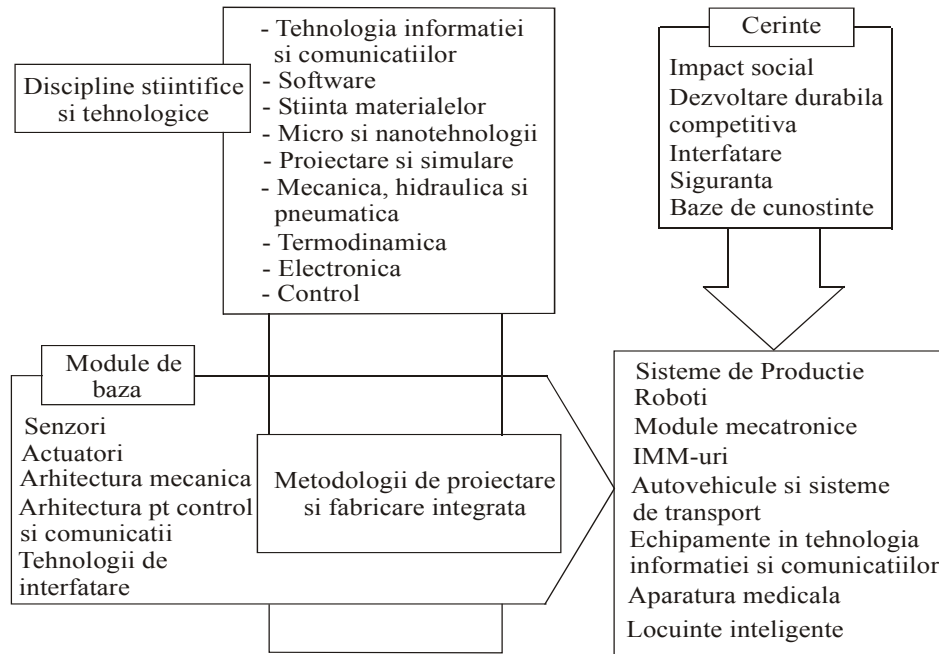 Discipline stiintifice
si tehnologice
- Tehnologia informatiei
si comunicatiilor
- Software
- Stiinta materialelor
- Micro si nanotehnologii
- Proiectare si simulare
- Mecanica, hidraulica si
pneumatica
- Termodinamica
- Electronica
- Control
Cerinte
Impact social
Dezvoltare durabila
competitiva
Interfatare
Siguranta
Baze de cunostinte
Module de
baza
Senzori
Actuatori
Arhitectura mecanica
Arhitectura pt control
si comunicatii
Tehnologii de
interfatare
Metodologii de proiectare
si fabricare integrata
Sisteme de Productie
Roboti
Module mecatronice
IMM-uri
Autovehicule si sisteme
de transport
Echipamente in tehnologia
informatiei si comunicatiilor
Aparatura medicala
Locuinte inteligente